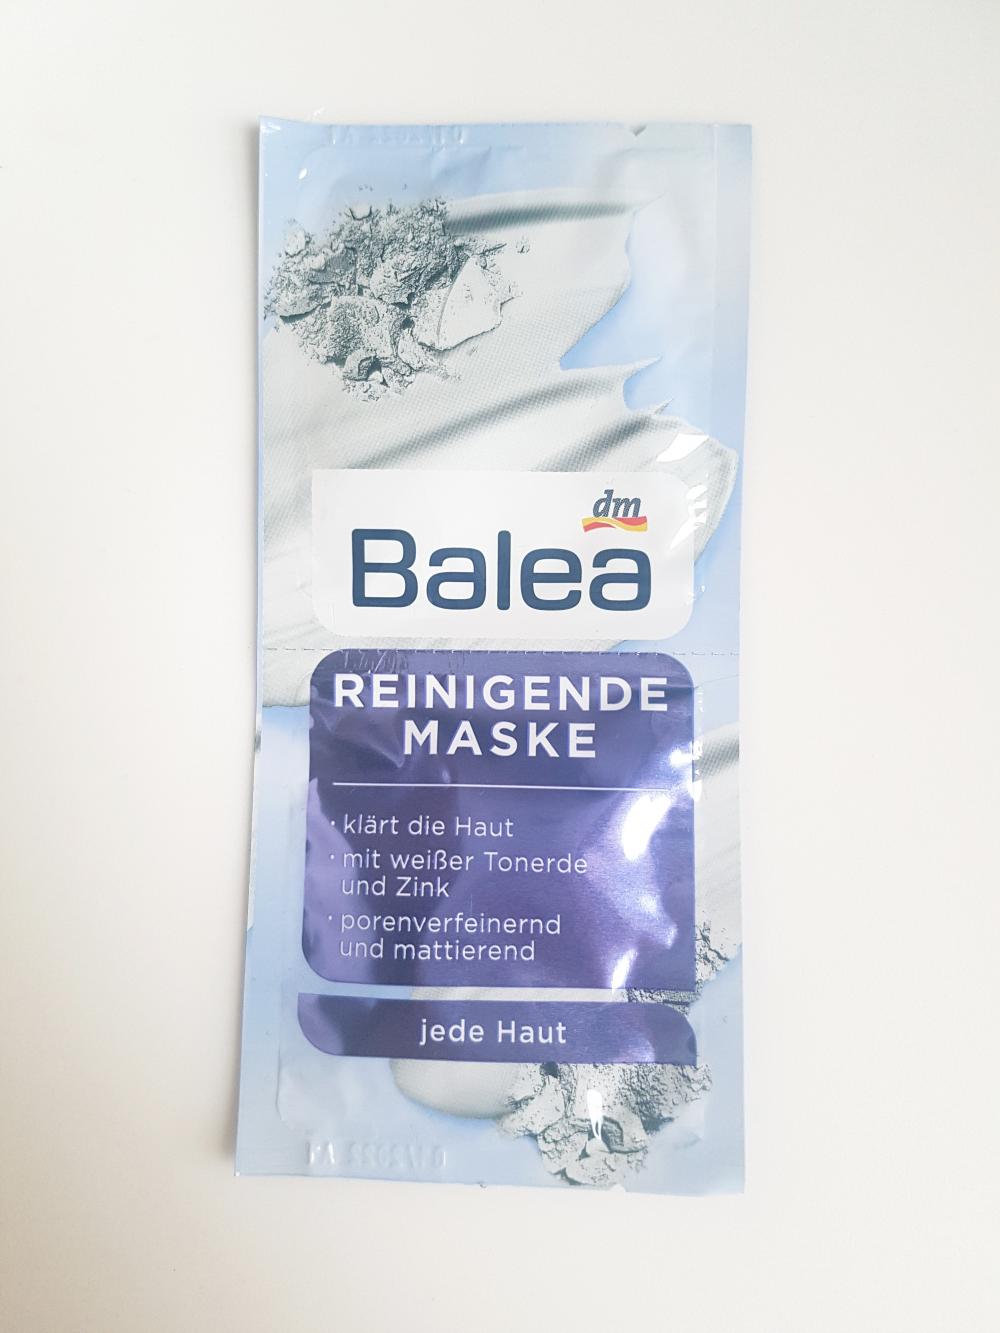 dm
Balea
REINIGENDE
MASKE
· klärt die Haut
· mit weißer Tonerde
und Zink
· porenverfeinernd
und mattierend
jede Haut